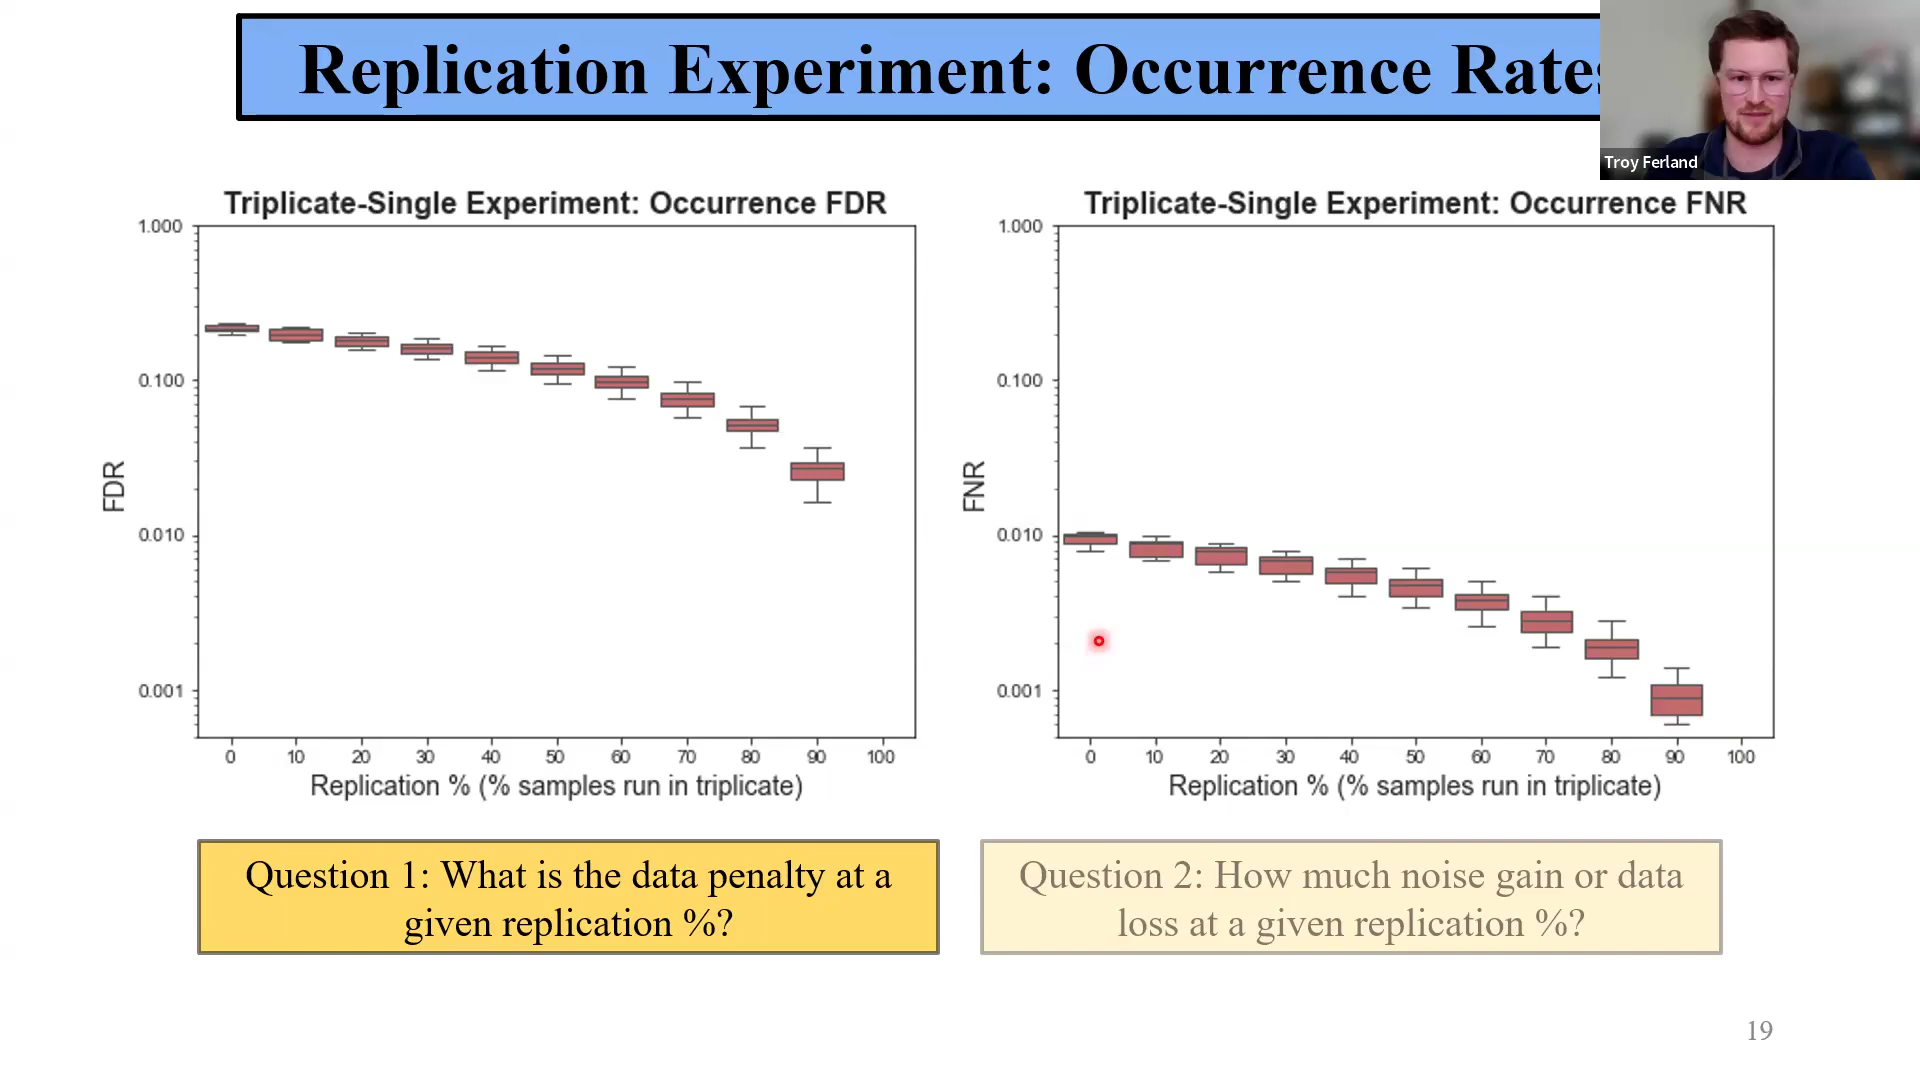 Replication Experiment: Occurrence Rates
Troy Ferland
Triplicate-Single Experiment: Occurrence FDR
1.000
0.100
0.010
0.001
FDR
0 10 20 30 40 50 60 70 80 90 100
Replication % (% samples run in triplicate)
Triplicate-Single Experiment: Occurrence FNR
1.000
0.100
0.010
0.001
FNR
0 10 20 30 40 50 60 70 80 90 100
Replication % (% samples run in triplicate)
Question 1: What is the data penalty at a
given replication %?
Question 2: How much noise gain or data
loss at a given replication %?
19